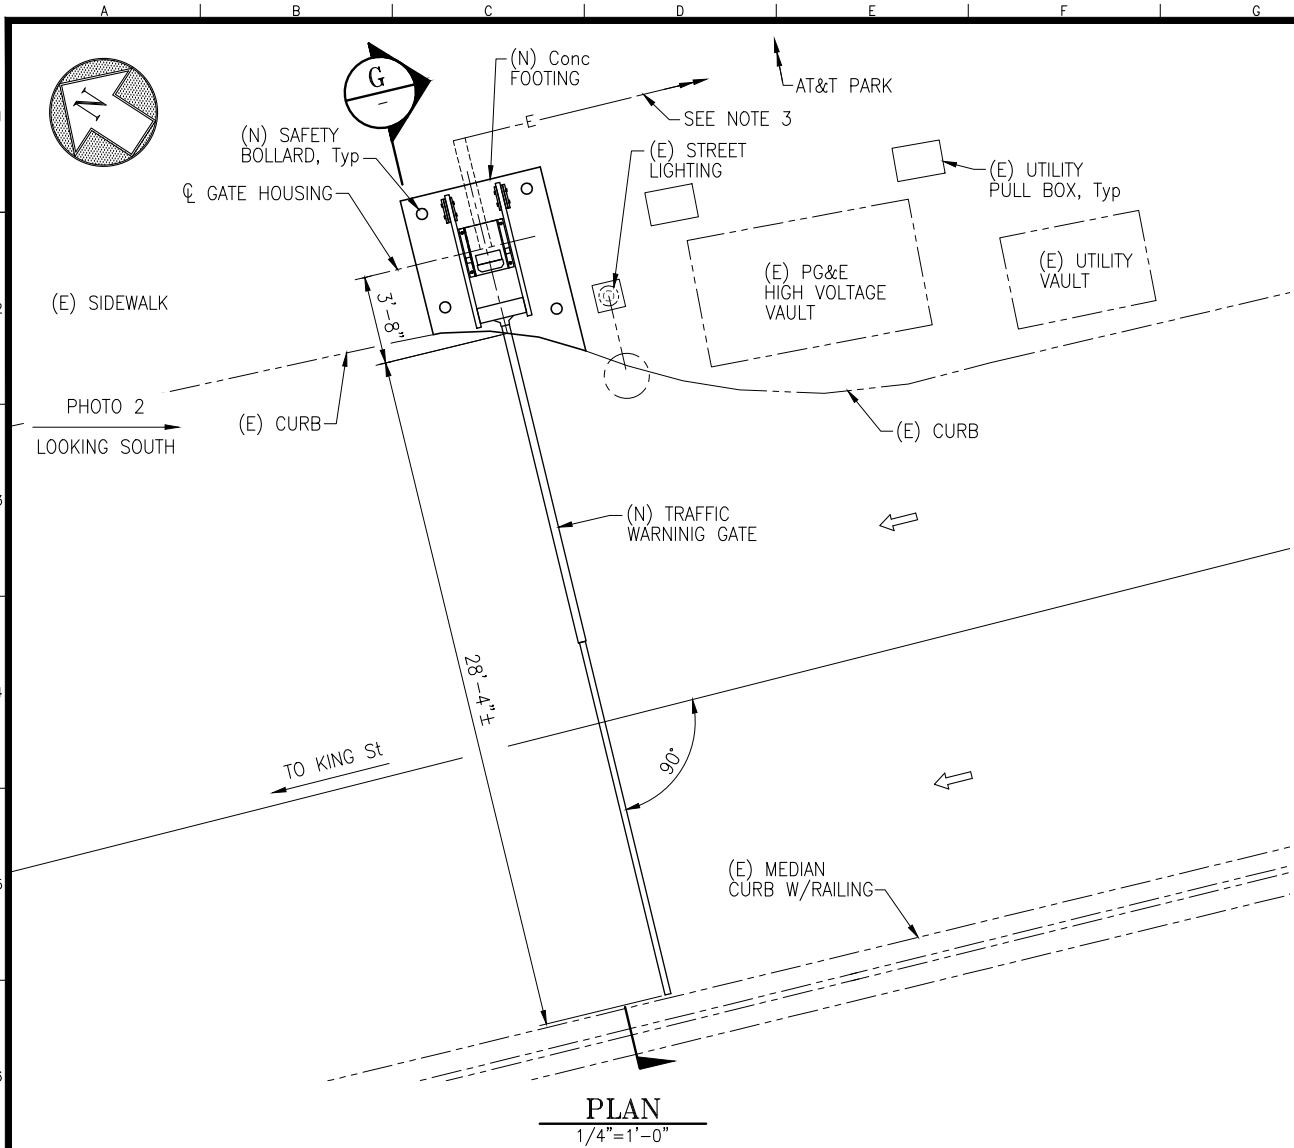 A B C D E F G
N
G
-
(N) Conc
FOOTING
AT&T PARK
E
SEE NOTE 3
(N) SAFETY
BOLLARD, Typ
(E) STREET
LIGHTING
(E) UTILITY
PULL BOX, Typ
℄ GATE HOUSING
(E) SIDEWALK
3'-8"
(E) PG&E
HIGH VOLTAGE
VAULT
(E) UTILITY
VAULT
PHOTO 2
LOOKING SOUTH
(E) CURB
(E) CURB
3
(N) TRAFFIC
WARNINIG GATE
28'-4"±
4
TO KING St
90°
(E) MEDIAN
CURB W/RAILING
PLAN
1/4"=1'-0"